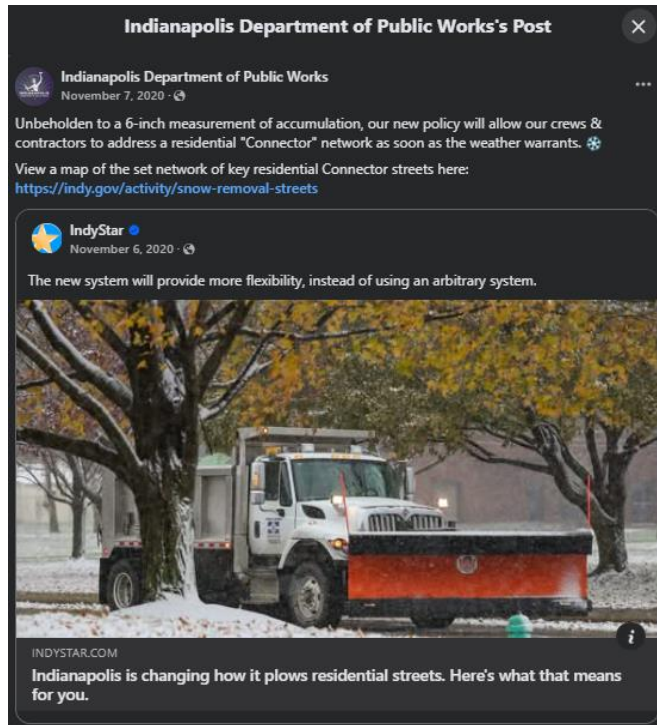 Indianapolis Department of Public Works's Post
Indianapolis Department of Public Works
November 7, 2020 ·
Unbeholden to a 6-inch measurement of accumulation, our new policy will allow our crews &
contractors to address a residential "Connector" network as soon as the weather warrants. ❄
View a map of the set network of key residential Connector streets here:
https://indy.gov/activity/snow-removal-streets
IndyStar
November 6, 2020 ·
The new system will provide more flexibility, instead of using an arbitrary system.
INDYSTAR.COM
Indianapolis is changing how it plows residential streets. Here's what that means
for you.